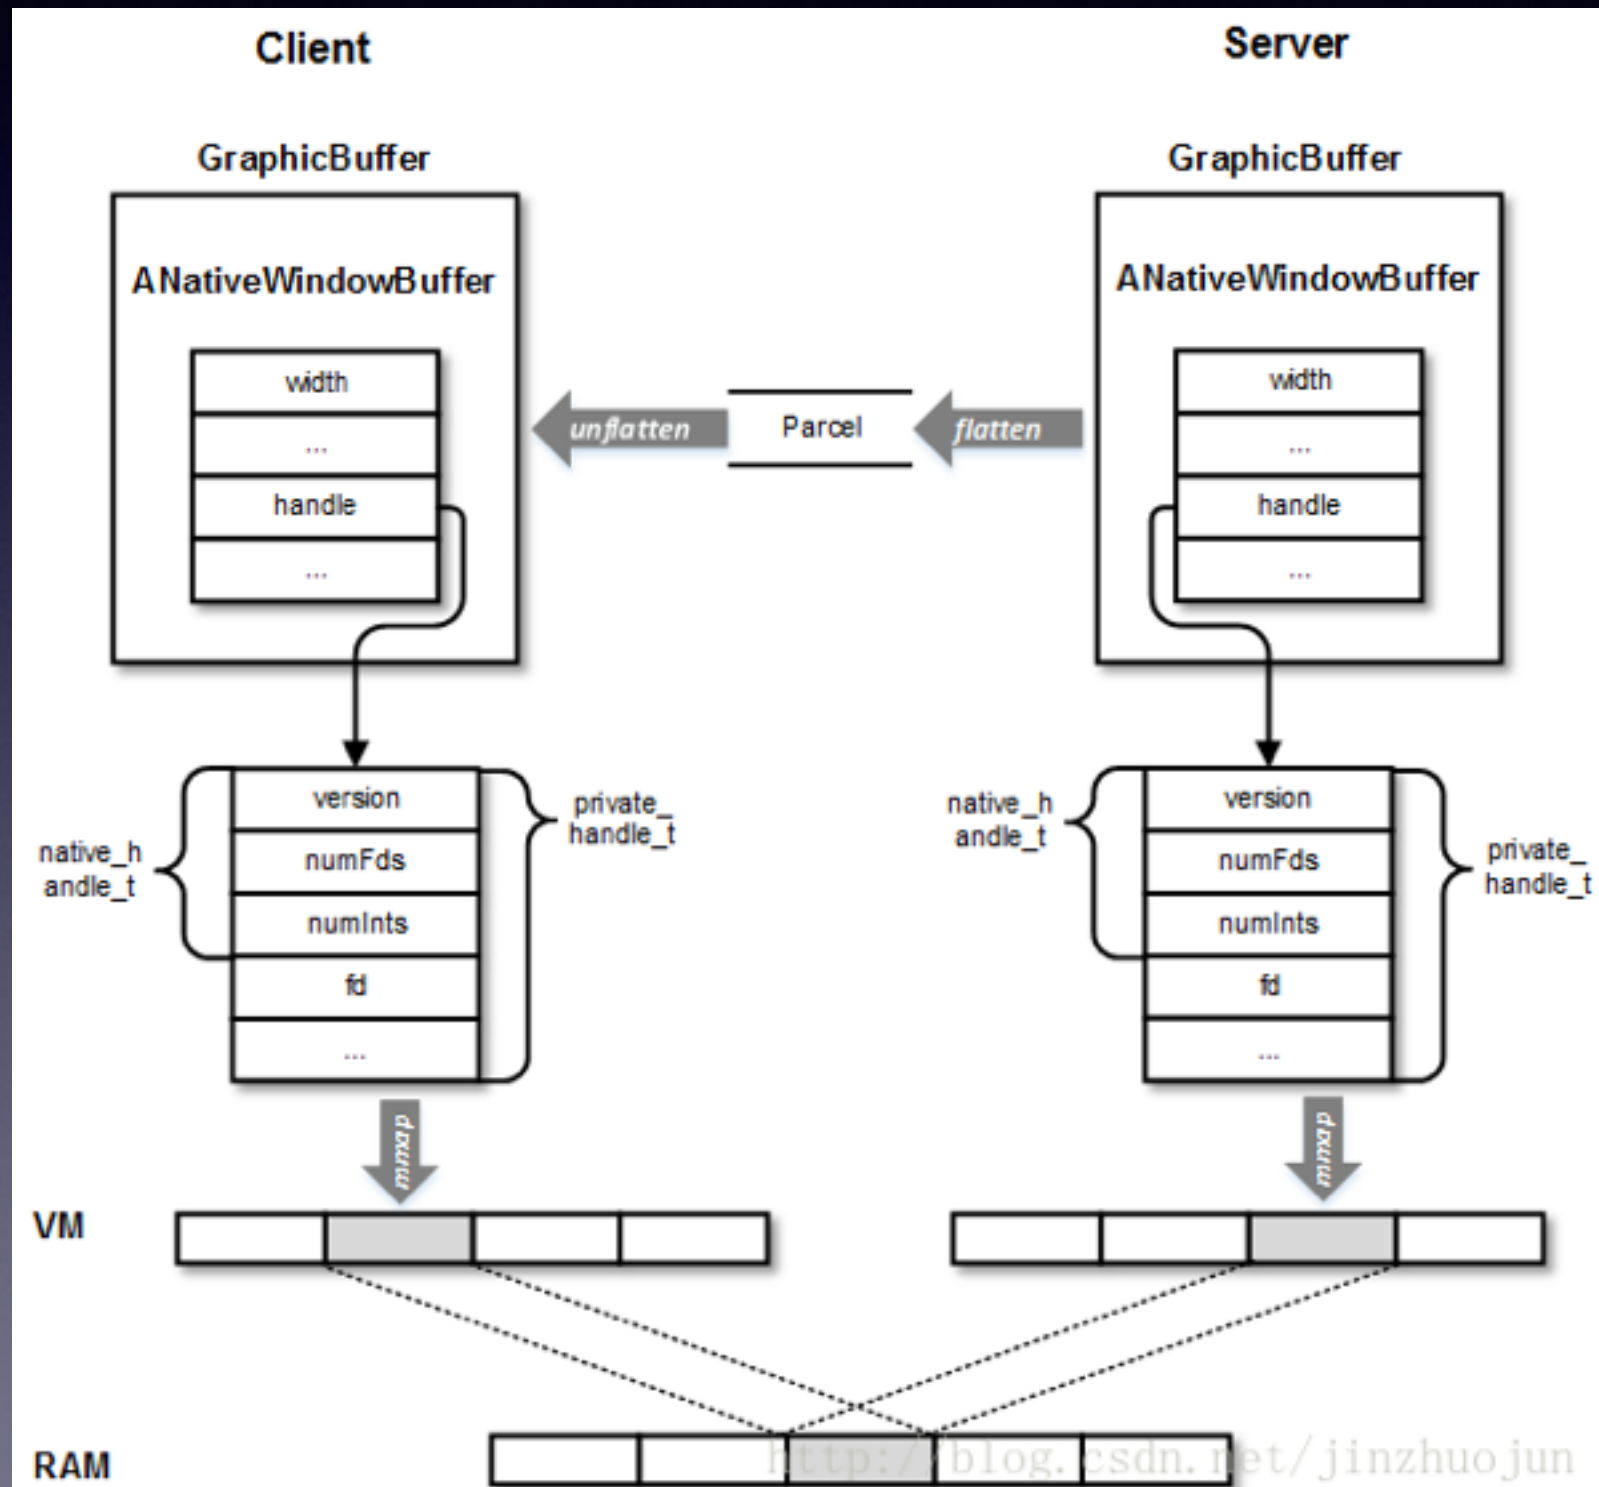 Client
Server
GraphicBuffer
GraphicBuffer
ANativeWindowBuffer
ANativeWindowBuffer
width
...
handle
...
unflatten
Parcel
flatten
width
...
handle
...
native_h
andle_t
version
numFds
numInts
fd
...
private_
handle_t
native_h
andle_t
version
numFds
numInts
fd
...
private_
handle_t
mmap
mmap
VM
RAM
http://blog.csdn.net/jinzhuojun